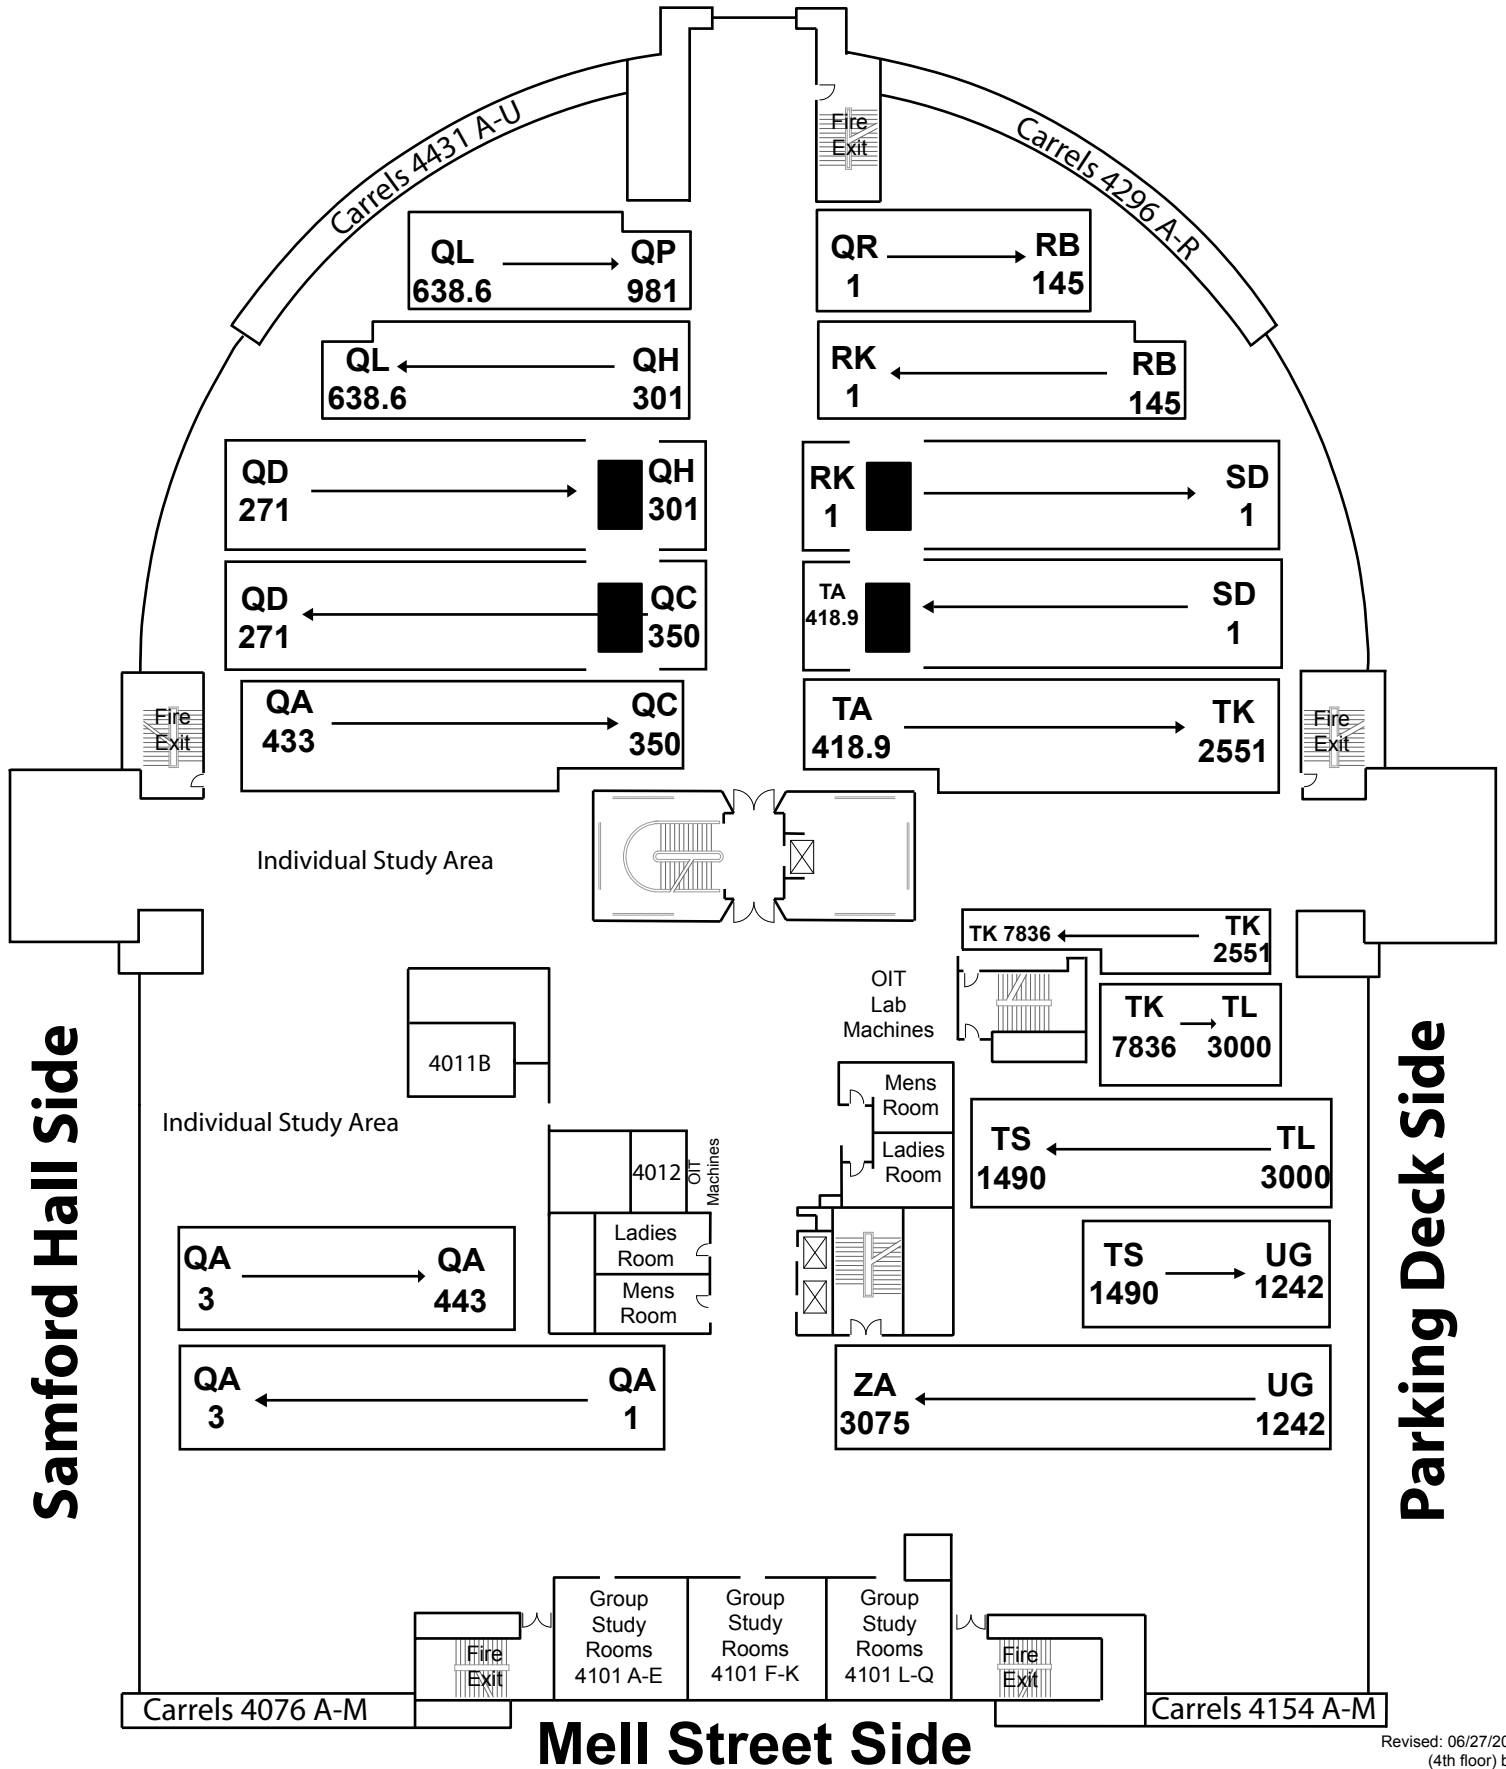 Fire
Exit
Carrels 4431 A-U
Carrels 4296 A-R
QL
638.6
QP
981
QR
1
RB
145
QL
638.6
QH
301
RK
1
RB
145
QD
271
QH
301
RK
1
SD
1
QD
271
QC
350
TA
418.9
SD
1
QA
433
QC
350
TA
418.9
TK
2551
Fire
Exit
Fire
Exit
Individual Study Area
TK 7836
TK
2551
OIT
Lab
Machines
TK
7836
TL
3000
4011B
Mens
Room
Individual Study Area
Ladies
Room
4012
OIT
Machines
TS
1490
TL
3000
Ladies
Room
Mens
Room
QA
3
QA
443
TS
1490
UG
1242
QA
3
QA
1
ZA
3075
UG
1242
Samford Hall Side
Parking Deck Side
Group
Study
Rooms
4101 A-E
Group
Study
Rooms
4101 F-K
Group
Study
Rooms
4101 L-Q
Fire
Exit
Fire
Exit
Carrels 4076 A-M
Carrels 4154 A-M
Mell Street Side
Revised: 06/27/20
(4th floor)